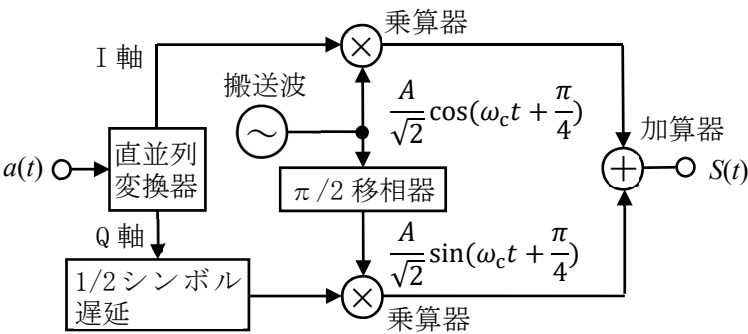 乗算器
I 軸
搬送波
A/√2 cos(ω_c t + π/4)
加算器
a(t)
直並列
変換器
S(t)
π/2 移相器
Q 軸
A/√2 sin(ω_c t + π/4)
1/2シンボル
遅延
乗算器